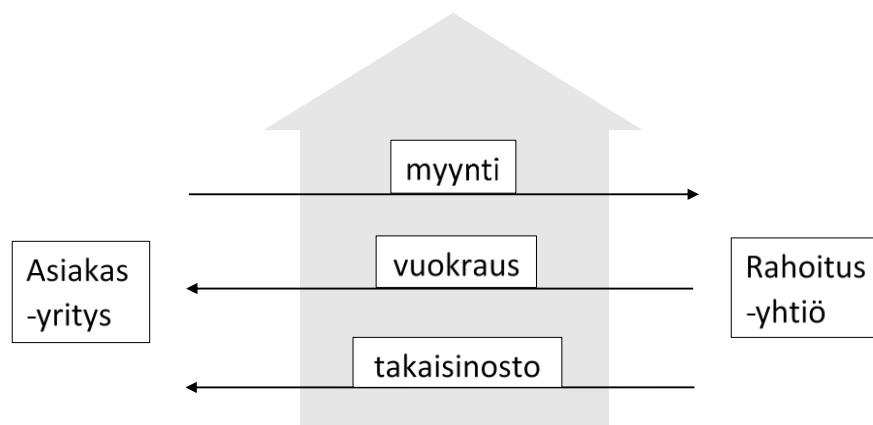 myynti
vuokraus
takaisinosto
Asiakas
-yritys
Rahoitus
-yhtiö